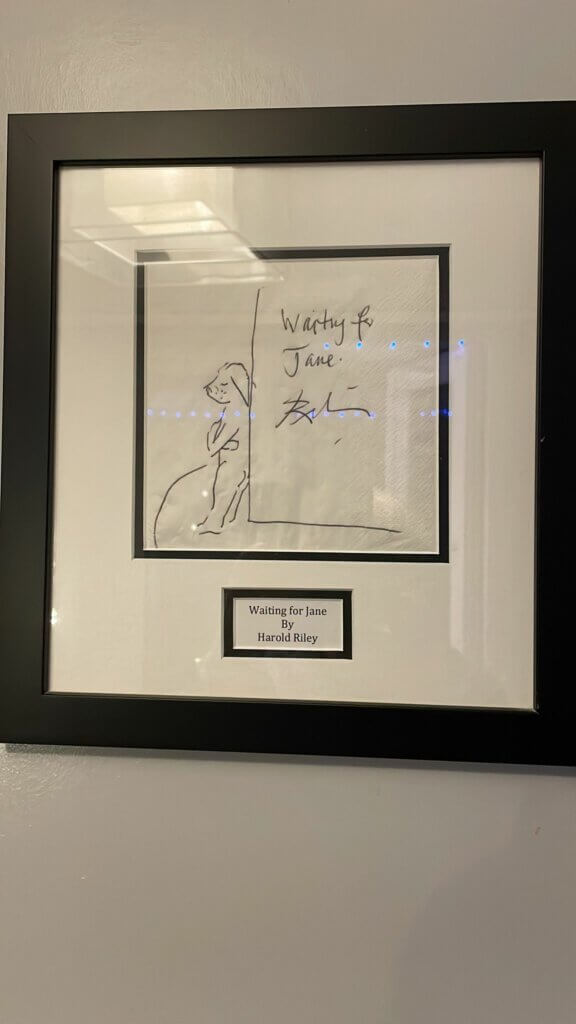 Waiting for
Jane.
Waiting for Jane
By
Harold Riley